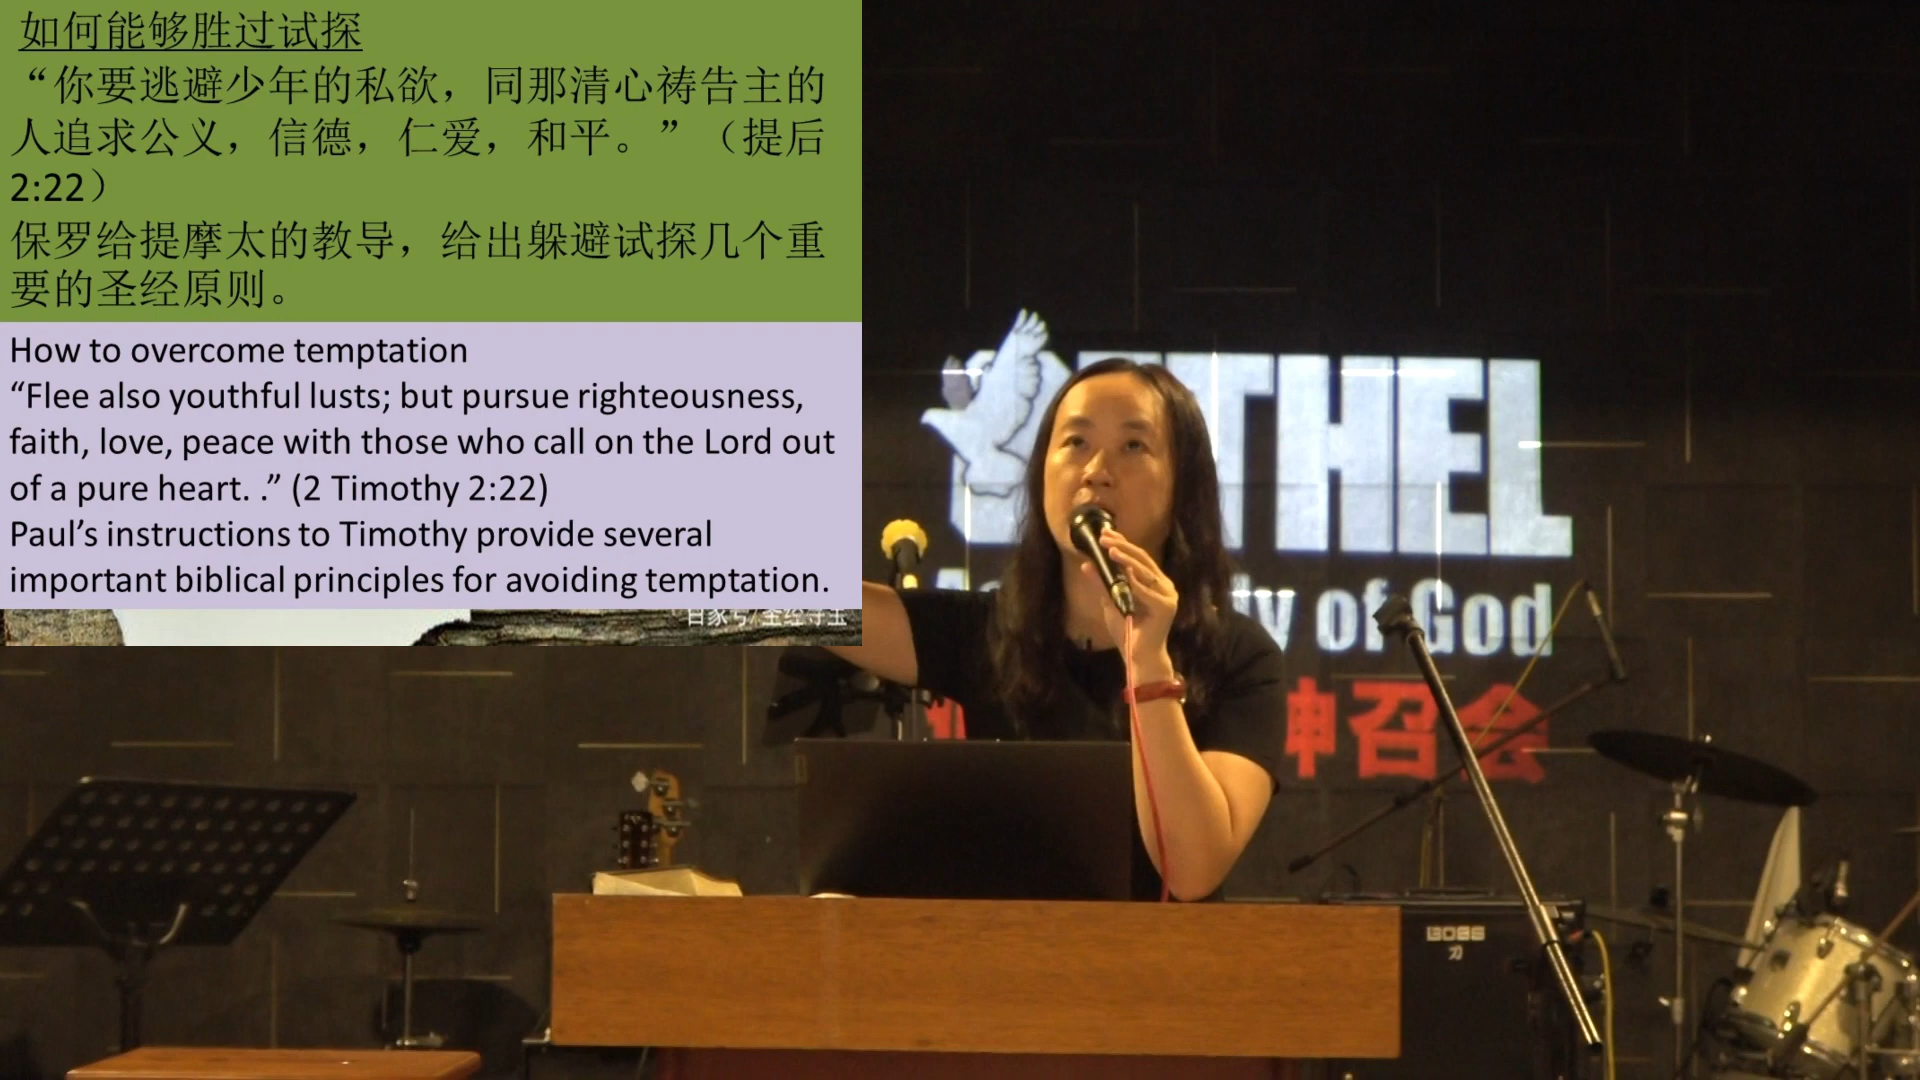 如何能够胜过试探
“你要逃避少年的私欲，同那清心祷告主的
人追求公义，信德，仁爱，和平。”（提后
2:22）
保罗给提摩太的教导，给出躲避试探几个重
要的圣经原则。
How to overcome temptation
“Flee also youthful lusts; but pursue righteousness,
faith, love, peace with those who call on the Lord out
of a pure heart. .” (2 Timothy 2:22)
Paul’s instructions to Timothy provide several
important biblical principles for avoiding temptation.
of God
召会
BOSS